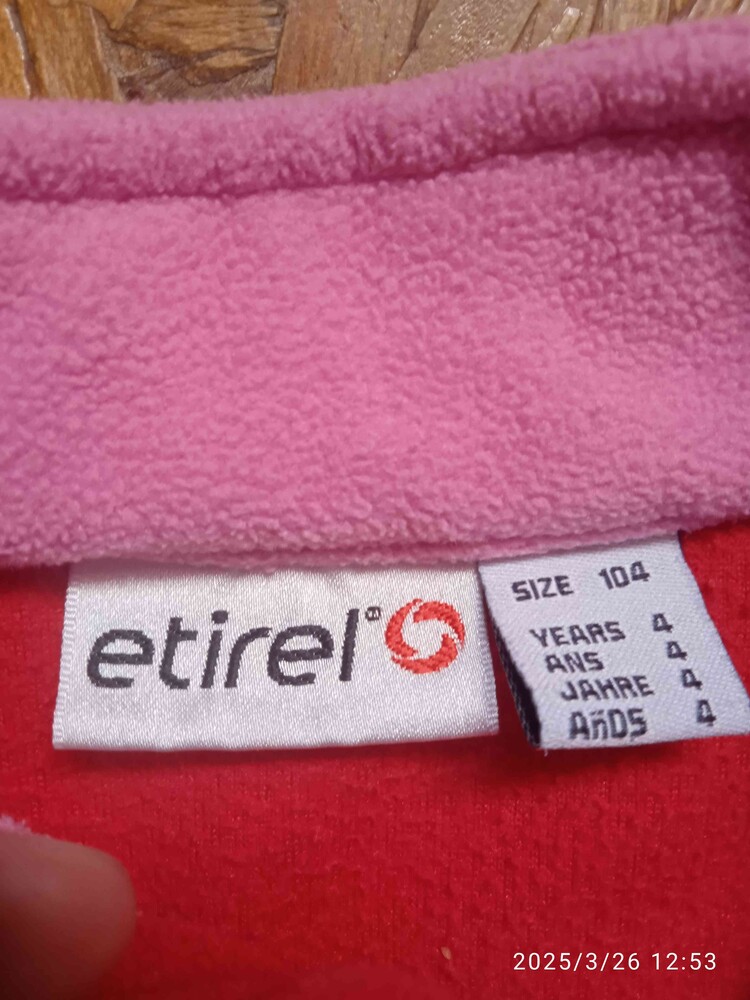 etirel®
SIZE 104
YEARS 4
ANS 4
JAHRE 4
AñOS 4
2025/3/26 12:53